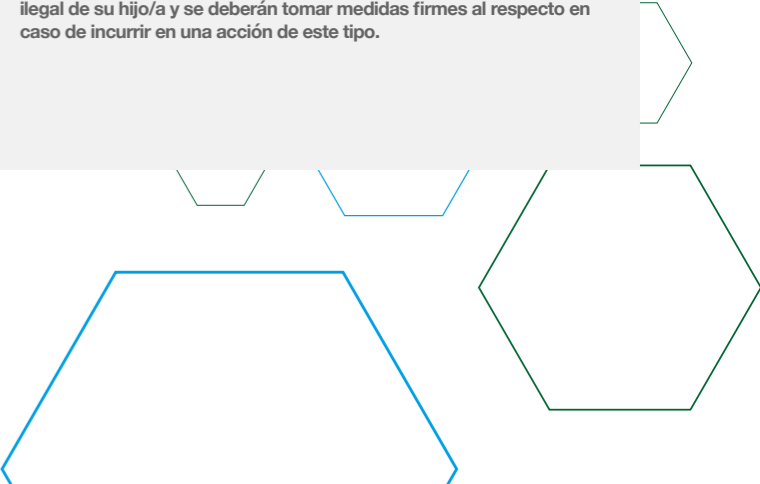 ilegal de su hijo/a y se deberán tomar medidas firmes al respecto en
caso de incurrir en una acción de este tipo.